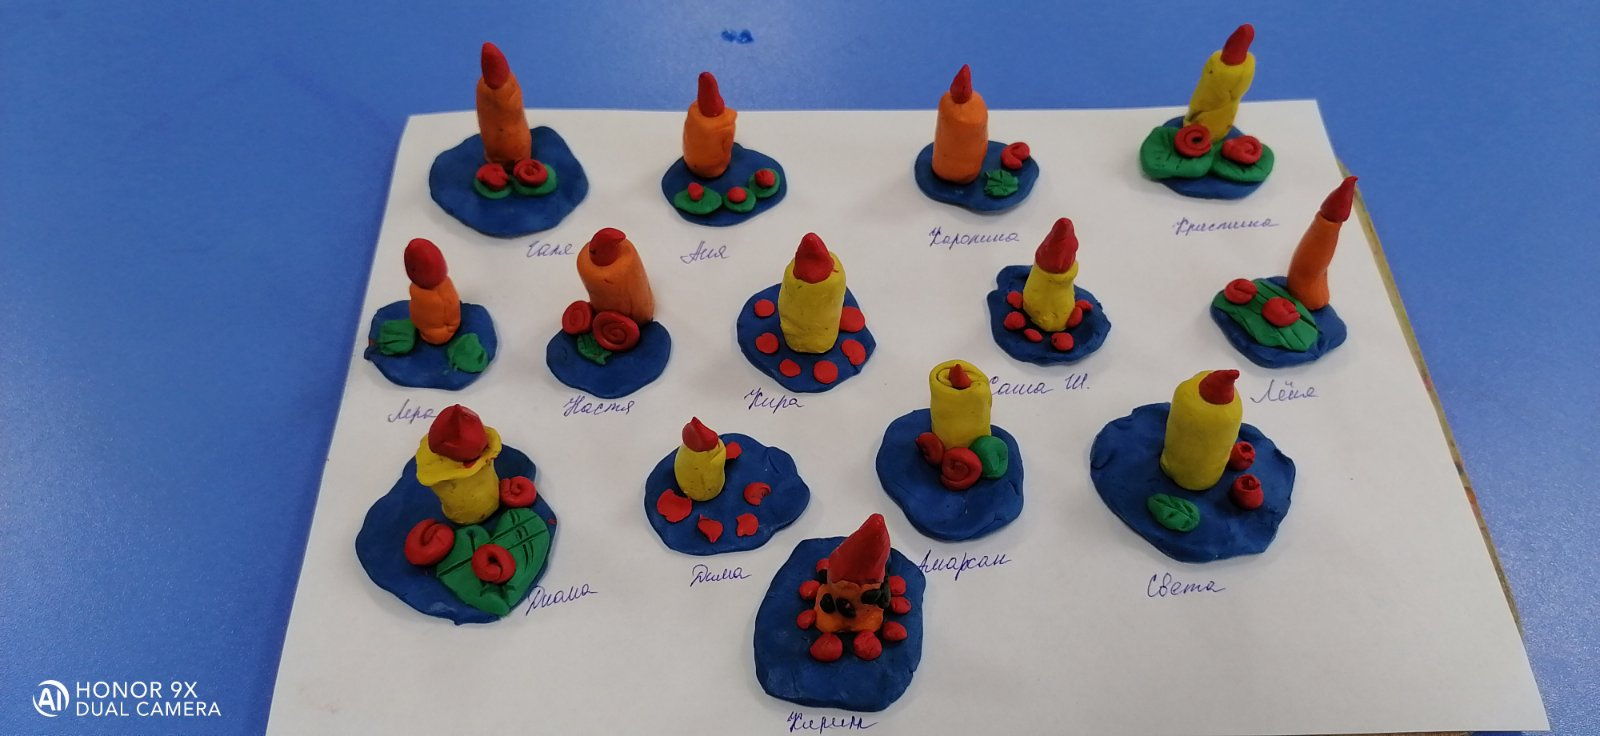 Аня
Каролина
Кристина
Лера
Настя
Кира
Саша Ш.
Лёня
Диана
Дима
Амарсан
Света
Кирилл
HONOR 9X
DUAL CAMERA